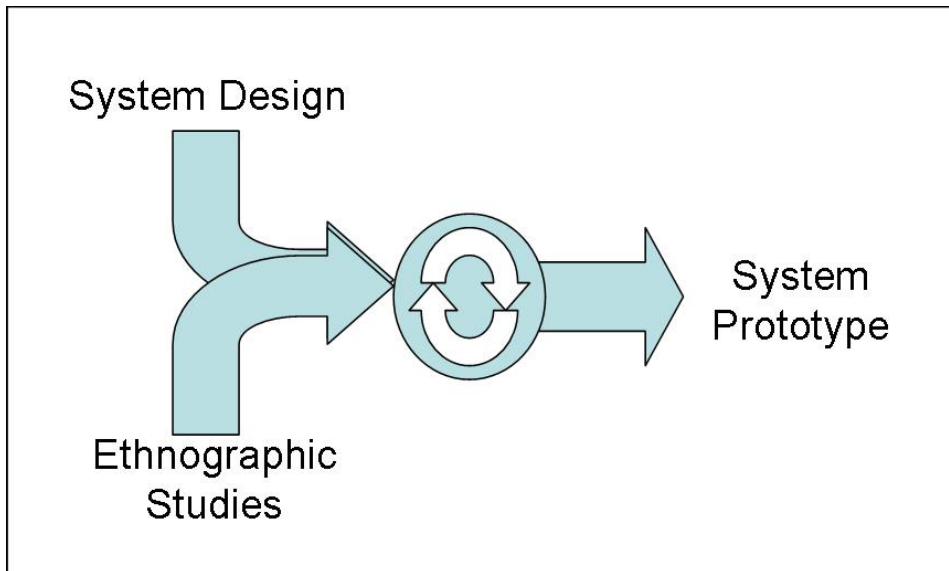 System Design
System
Prototype
Ethnographic
Studies